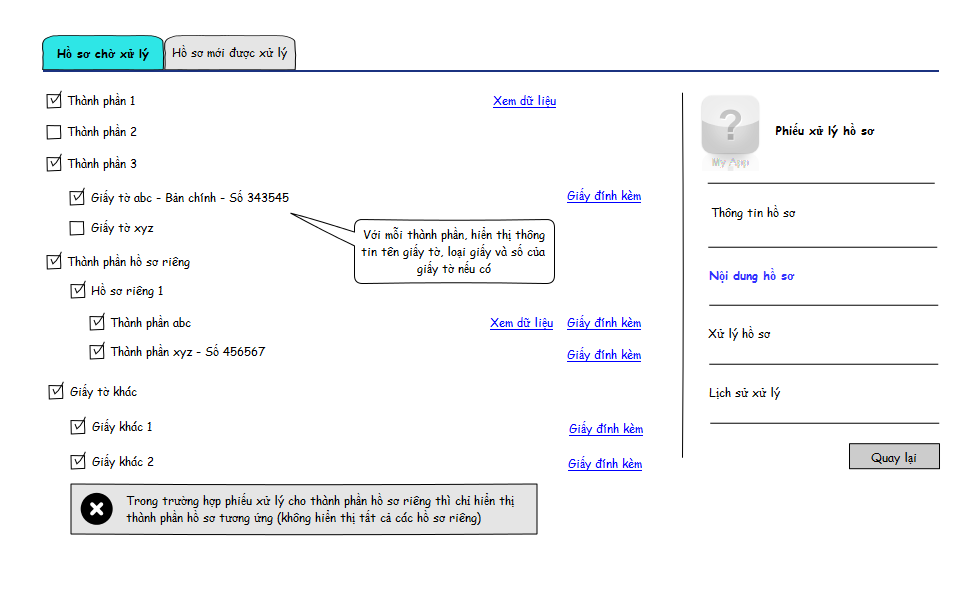 Hồ sơ chờ xử lý
Hồ sơ mới được xử lý
Thành phần 1
Xem dữ liệu
Thành phần 2
Thành phần 3
Giấy tờ abc - Bản chính - Số 343545
Giấy đính kèm
Giấy tờ xyz
Với mỗi thành phần, hiển thị thông
tin tên giấy tờ, loại giấy và số của
giấy tờ nếu có
Thành phần hồ sơ riêng
Hồ sơ riêng 1
Thành phần abc
Xem dữ liệu
Giấy đính kèm
Thành phần xyz - Số 456567
Giấy đính kèm
Giấy tờ khác
Giấy khác 1
Giấy đính kèm
Giấy khác 2
Giấy đính kèm
Trong trường hợp phiếu xử lý cho thành phần hồ sơ riêng thì chỉ hiển thị
thành phần hồ sơ tương ứng (không hiển thị tất cả các hồ sơ riêng)
?
My App
Phiếu xử lý hồ sơ
Thông tin hồ sơ
Nội dung hồ sơ
Xử lý hồ sơ
Lịch sử xử lý
Quay lại